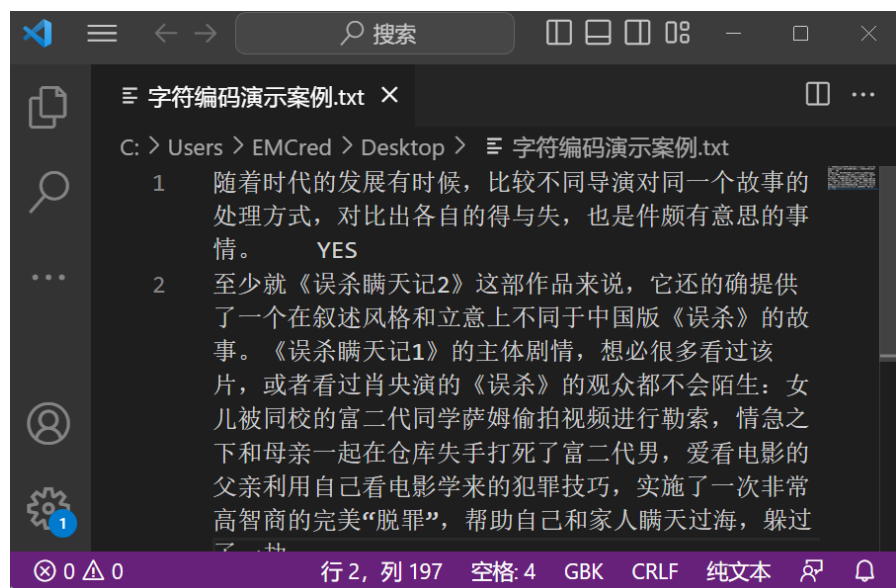 搜索
字符编码演示案例.txt
C: > Users > EMCred > Desktop > 字符编码演示案例.txt
1 随着时代的发展有时候，比较不同导演对同一个故事的
处理方式，对比出各自的得与失，也是件颇有意思的事
情。 YES
2 至少就《误杀瞒天记2》这部作品来说，它还的确提供
了一个在叙述风格和立意上不同于中国版《误杀》的故
事。《误杀瞒天记1》的主体剧情，想必很多看过该
片，或者看过肖央演的《误杀》的观众都不会陌生：女
儿被同校的富二代同学萨姆偷拍视频进行勒索，情急之
下和母亲一起在仓库失手打死了富二代男，爱看电影的
父亲利用自己看电影学来的犯罪技巧，实施了一次非常
高智商的完美“脱罪”，帮助自己和家人瞒天过海，躲过
1
0 0 行 2，列 197 空格: 4 GBK CRLF 纯文本